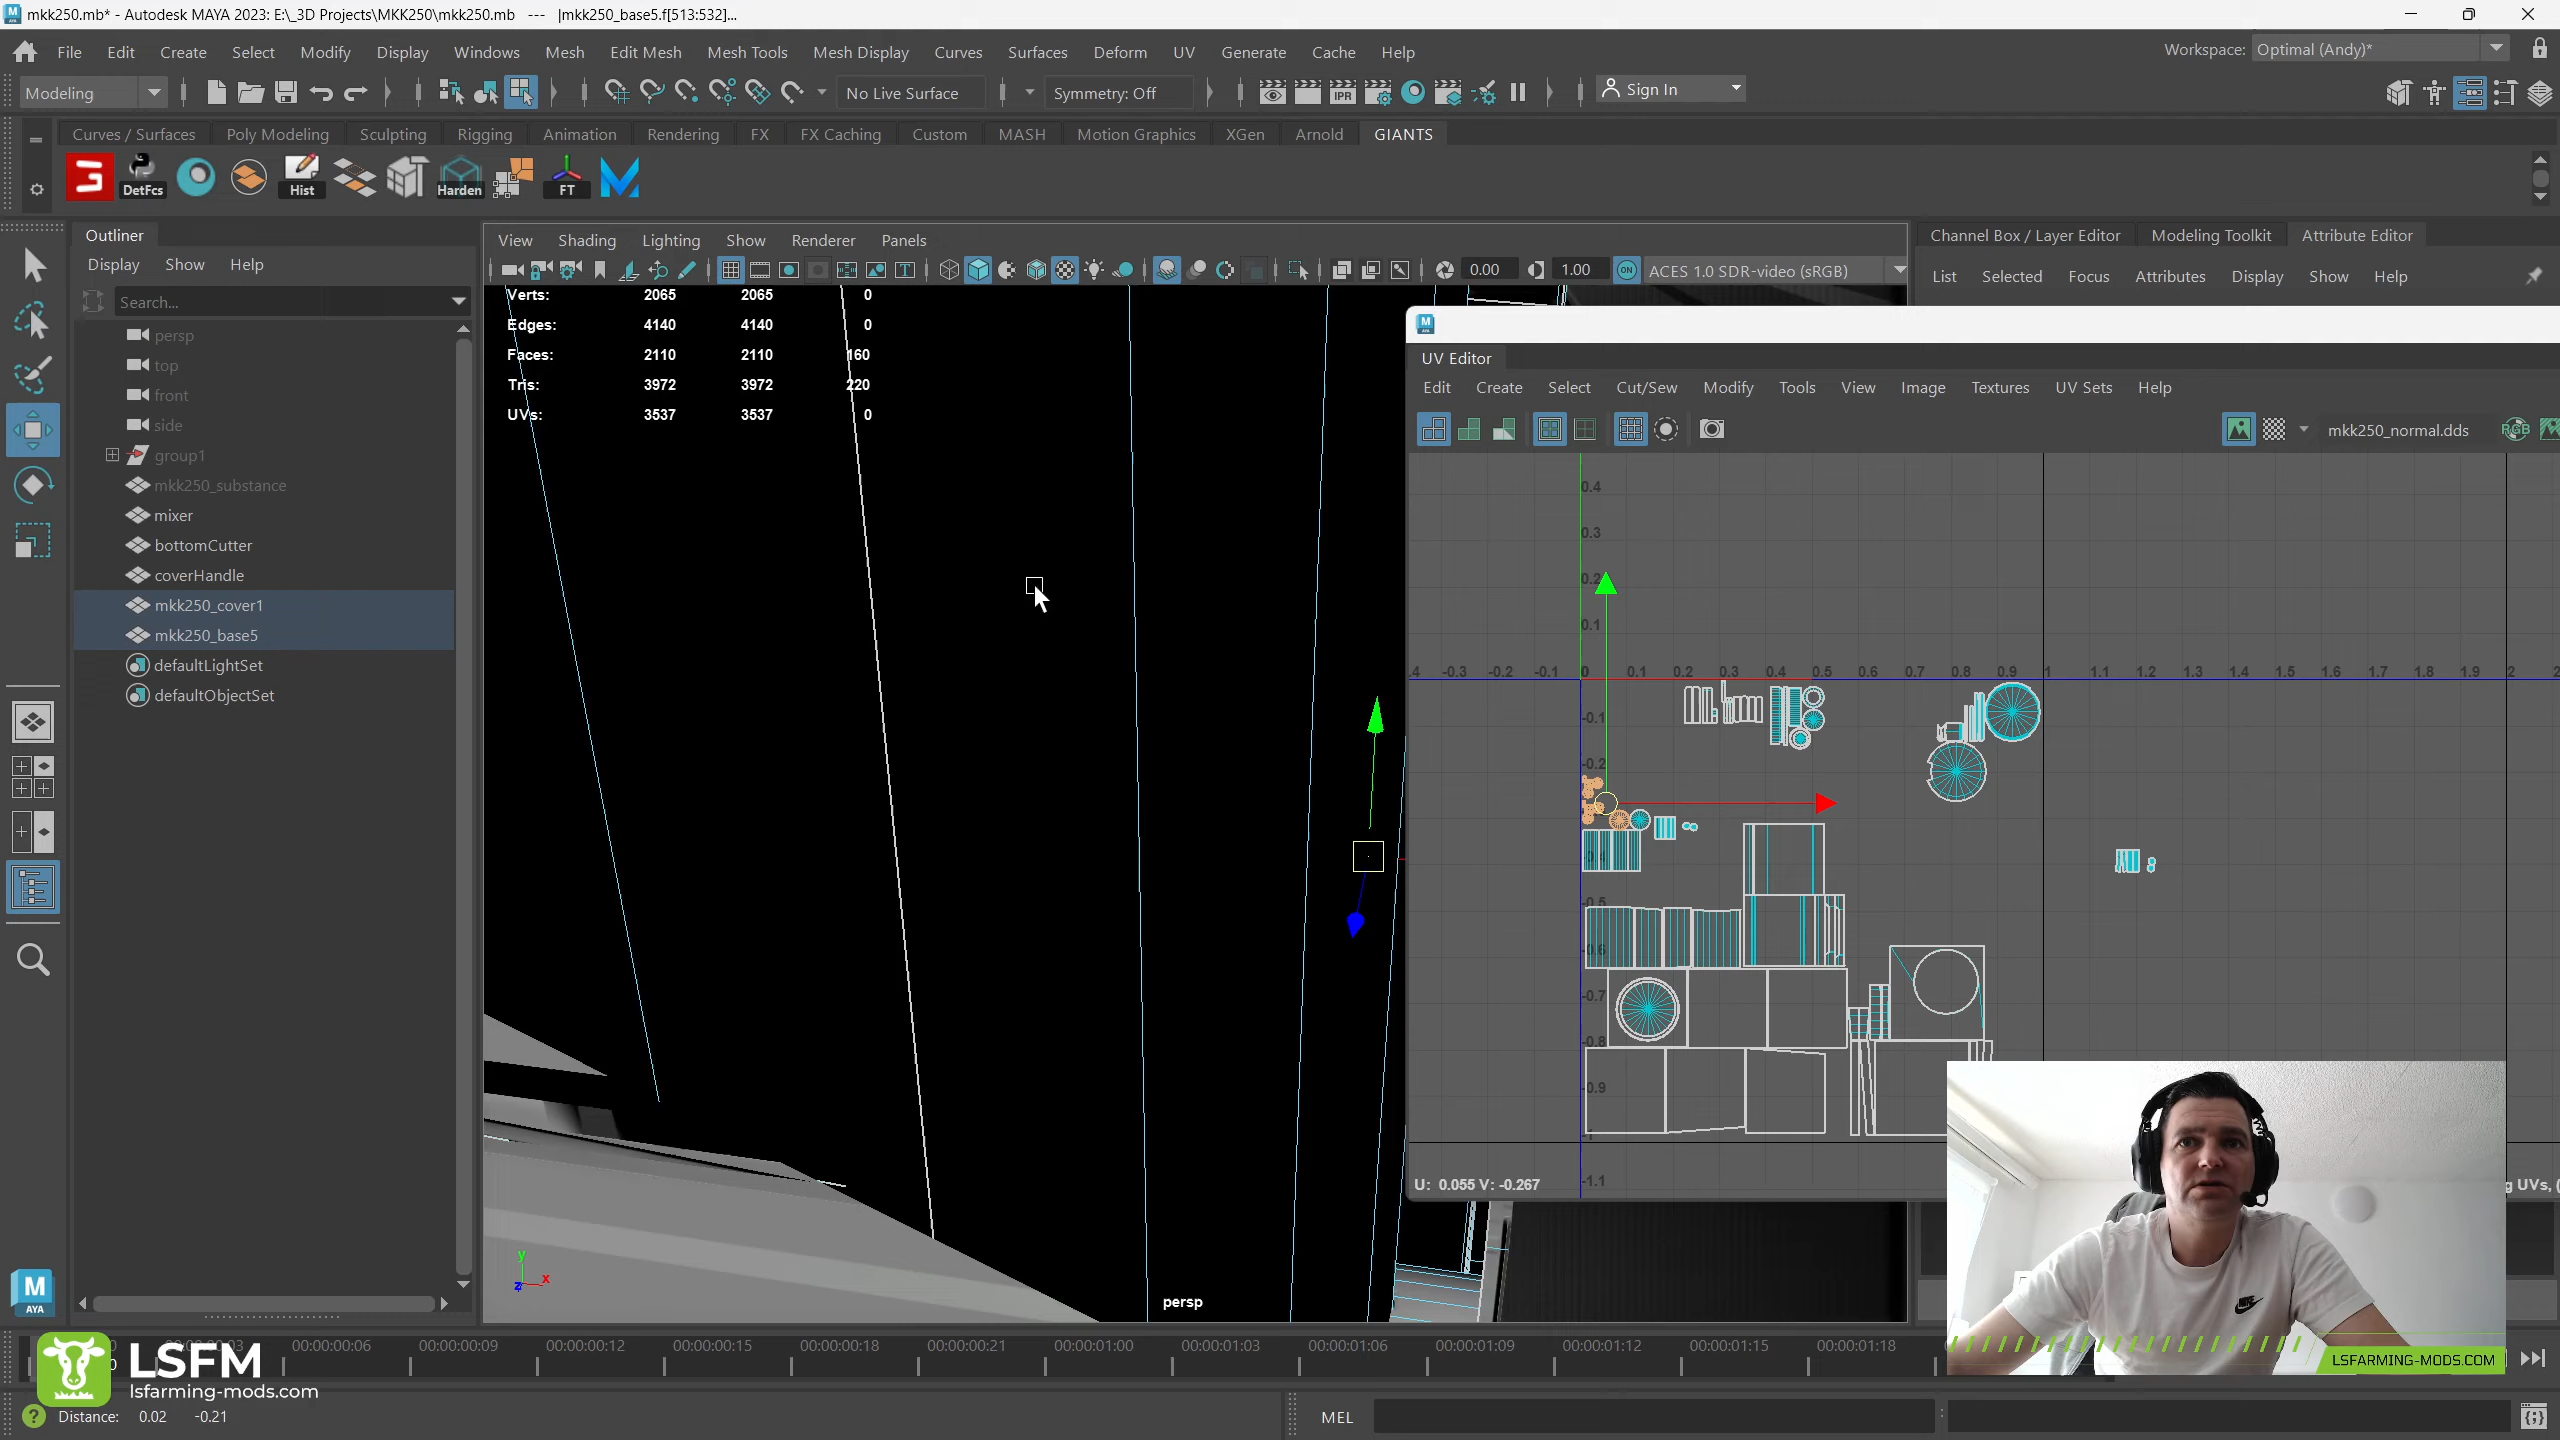 mkk250.mb* - Autodesk MAYA 2023: E:\_3D Projects\MKK250\mkk250.mb --- |mkk250_base5.f[513:532]...
File Edit Create Select Modify Display Windows Mesh Edit Mesh Mesh Tools Mesh Display Curves Surfaces Deform UV Generate Cache Help
Workspace: Optimal (Andy)*
Modeling No Live Surface Symmetry: Off IPR Sign In
Curves / Surfaces Poly Modeling Sculpting Rigging Animation Rendering FX FX Caching Custom MASH Motion Graphics XGen Arnold GIANTS
DetFcs Hist Harden FT
Outliner
Display Show Help
Search...
persp
top
front
side
group1
mkk250_substance
mixer
bottomCutter
coverHandle
mkk250_cover1
mkk250_base5
defaultLightSet
defaultObjectSet
View Shading Lighting Show Renderer Panels
0.00 1.00 ON ACES 1.0 SDR-video (sRGB)
Verts: 2065 2065 0
Edges: 4140 4140 0
Faces: 2110 2110 160
Tris: 3972 3972 220
UVs: 3537 3537 0
y
z x
persp
Channel Box / Layer Editor Modeling Toolkit Attribute Editor
List Selected Focus Attributes Display Show Help
UV Editor
Edit Create Select Cut/Sew Modify Tools View Image Textures UV Sets Help
mkk250_normal.dds RGB
0.4
0.3
0.2
0.1
.4 -0.3 -0.2 -0.1 0 0.1 0.2 0.3 0.4 0.5 0.6 0.7 0.8 0.9 1 1.1 1.2 1.3 1.4 1.5 1.6 1.7 1.8 1.9 2
-0.1
-0.2
-0.5
-0.6
-0.7
-0.8
-0.9
-1
-1.1
U: 0.055 V: -0.267
g UVs, (
NIKE
LSFARMING-MODS.COM
M
AYA
00:00:00:03 00:00:00:06 00:00:00:09 00:00:00:12 00:00:00:15 00:00:00:18 00:00:00:21 00:00:01:00 00:00:01:03 00:00:01:06 00:00:01:09 00:00:01:12 00:00:01:15 00:00:01:18
LSFM
lsfarming-mods.com
Distance: 0.02 -0.21
MEL